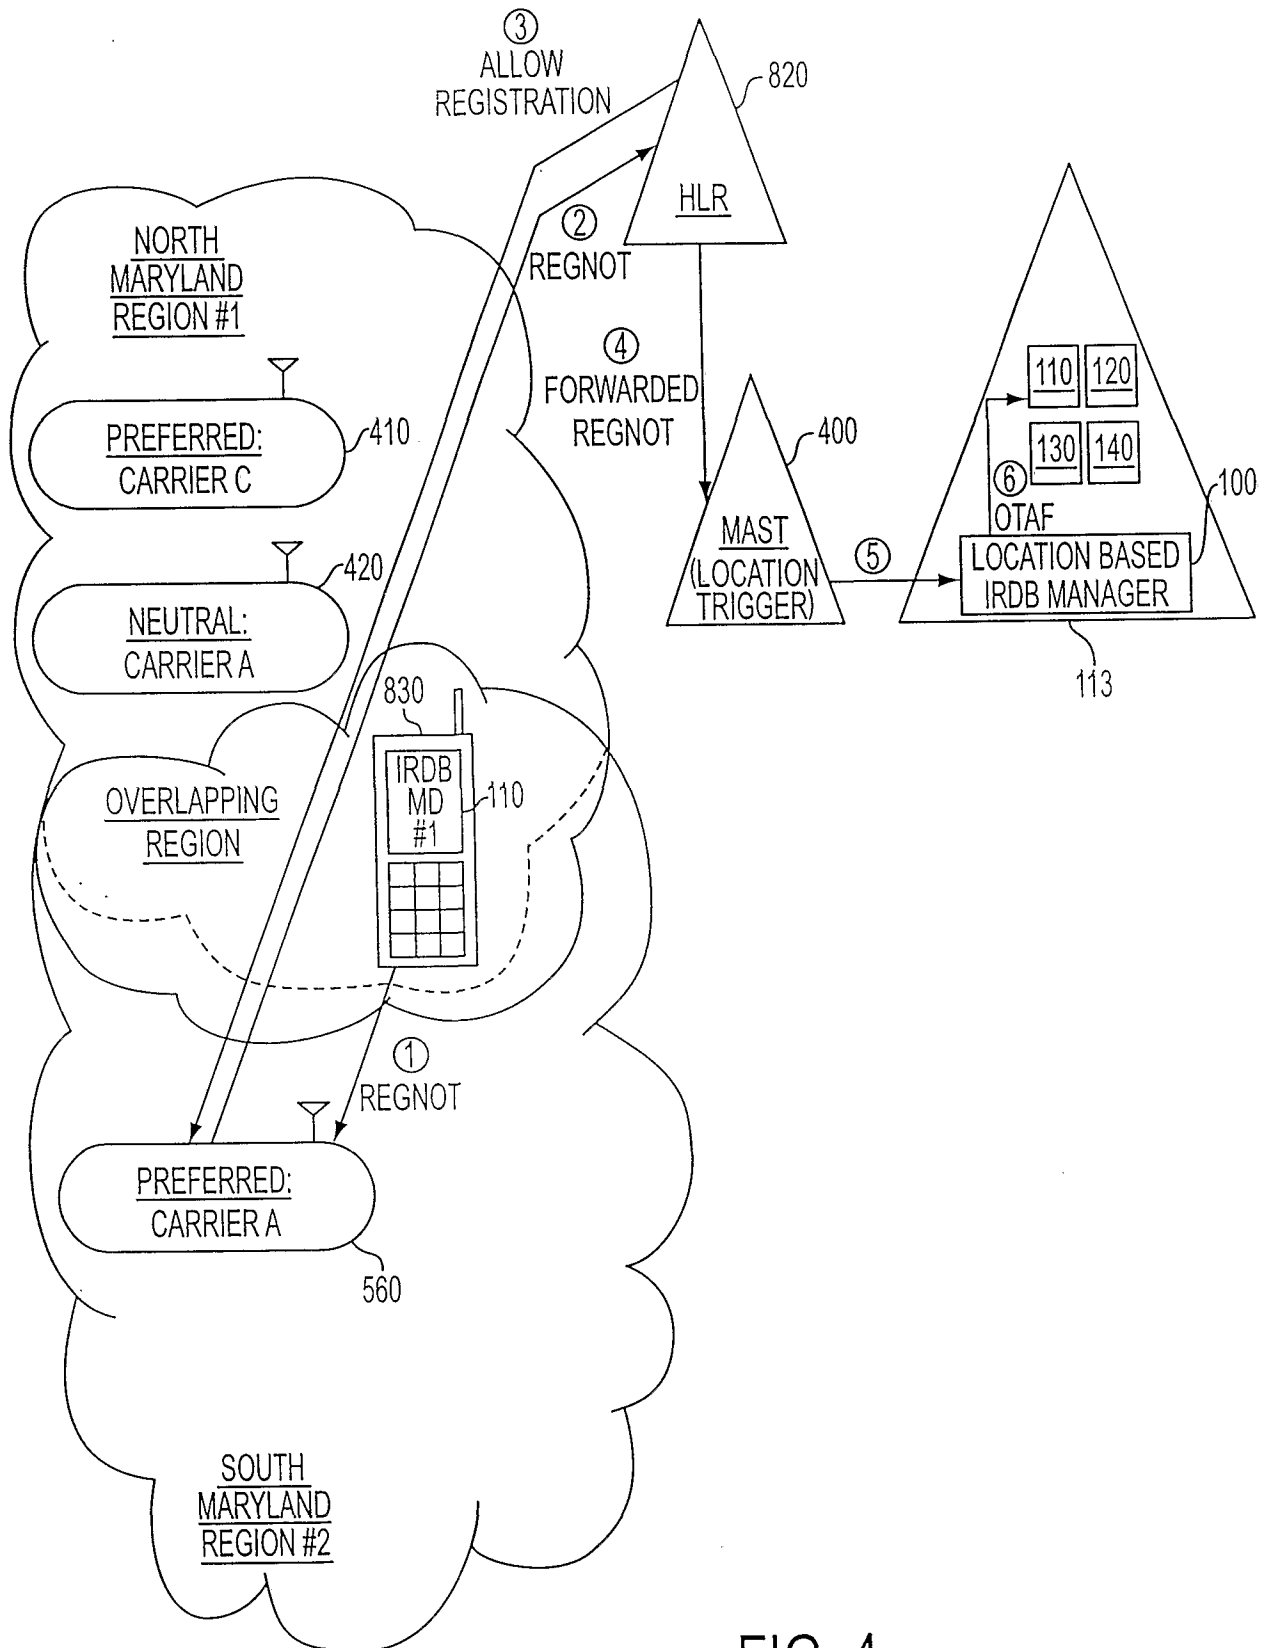 3
ALLOW
REGISTRATION
820
HLR
2
REGNOT
NORTH
MARYLAND
REGION #1
4
FORWARDED
REGNOT
PREFERRED:
CARRIER C
410
400
MAST
(LOCATION
TRIGGER)
5
110
120
130
140
6
OTAF
100
LOCATION BASED
IRDB MANAGER
113
420
NEUTRAL:
CARRIER A
830
IRDB
MD
#1
110
OVERLAPPING
REGION
1
REGNOT
PREFERRED:
CARRIER A
560
SOUTH
MARYLAND
REGION #2
FIG. 4